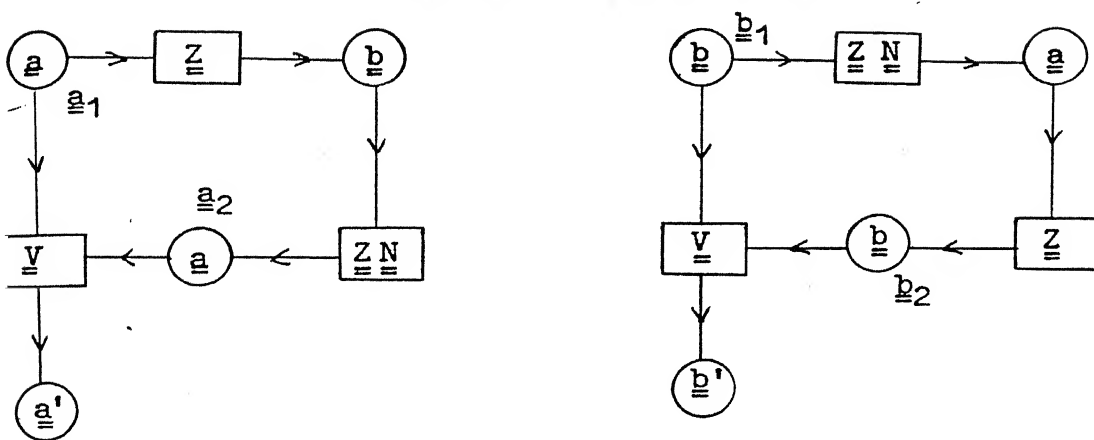 a Z b b₁ b Z N a
a₁
a₂
V a Z N V b Z
b₂
a' b'